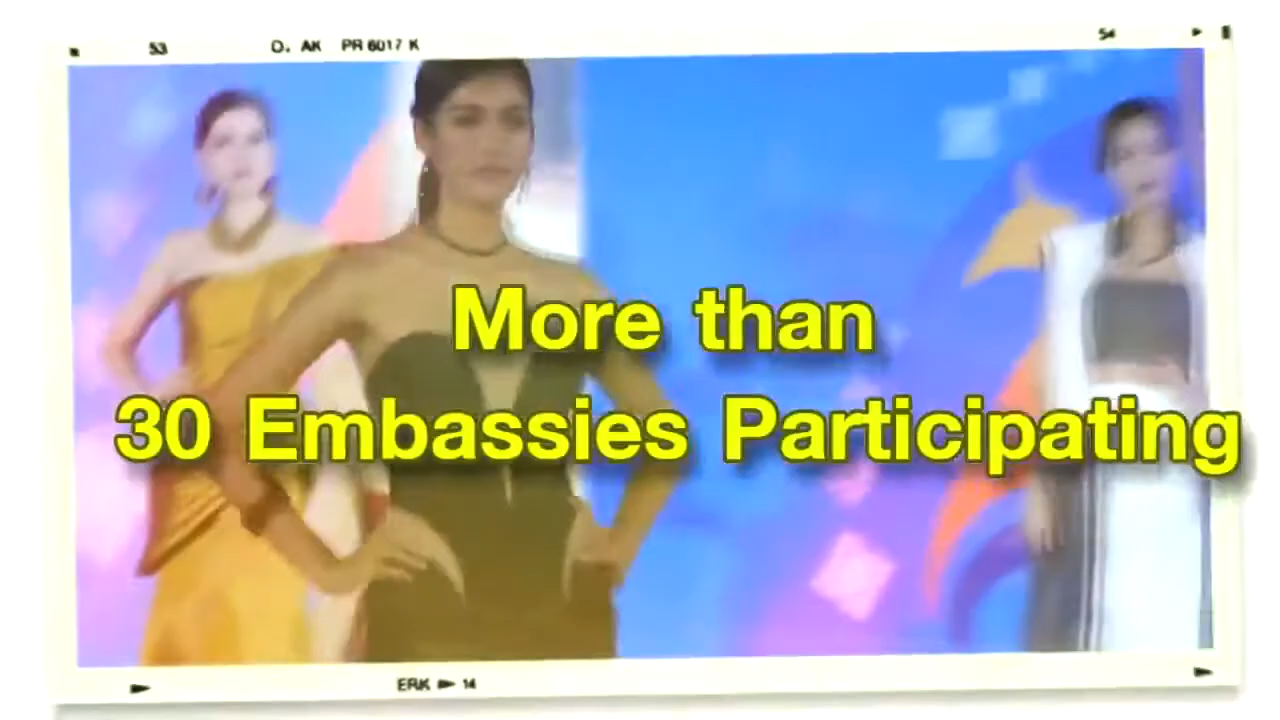 53 O. AK PR 6017 K 54
More than
30 Embassies Participating
ERK 14